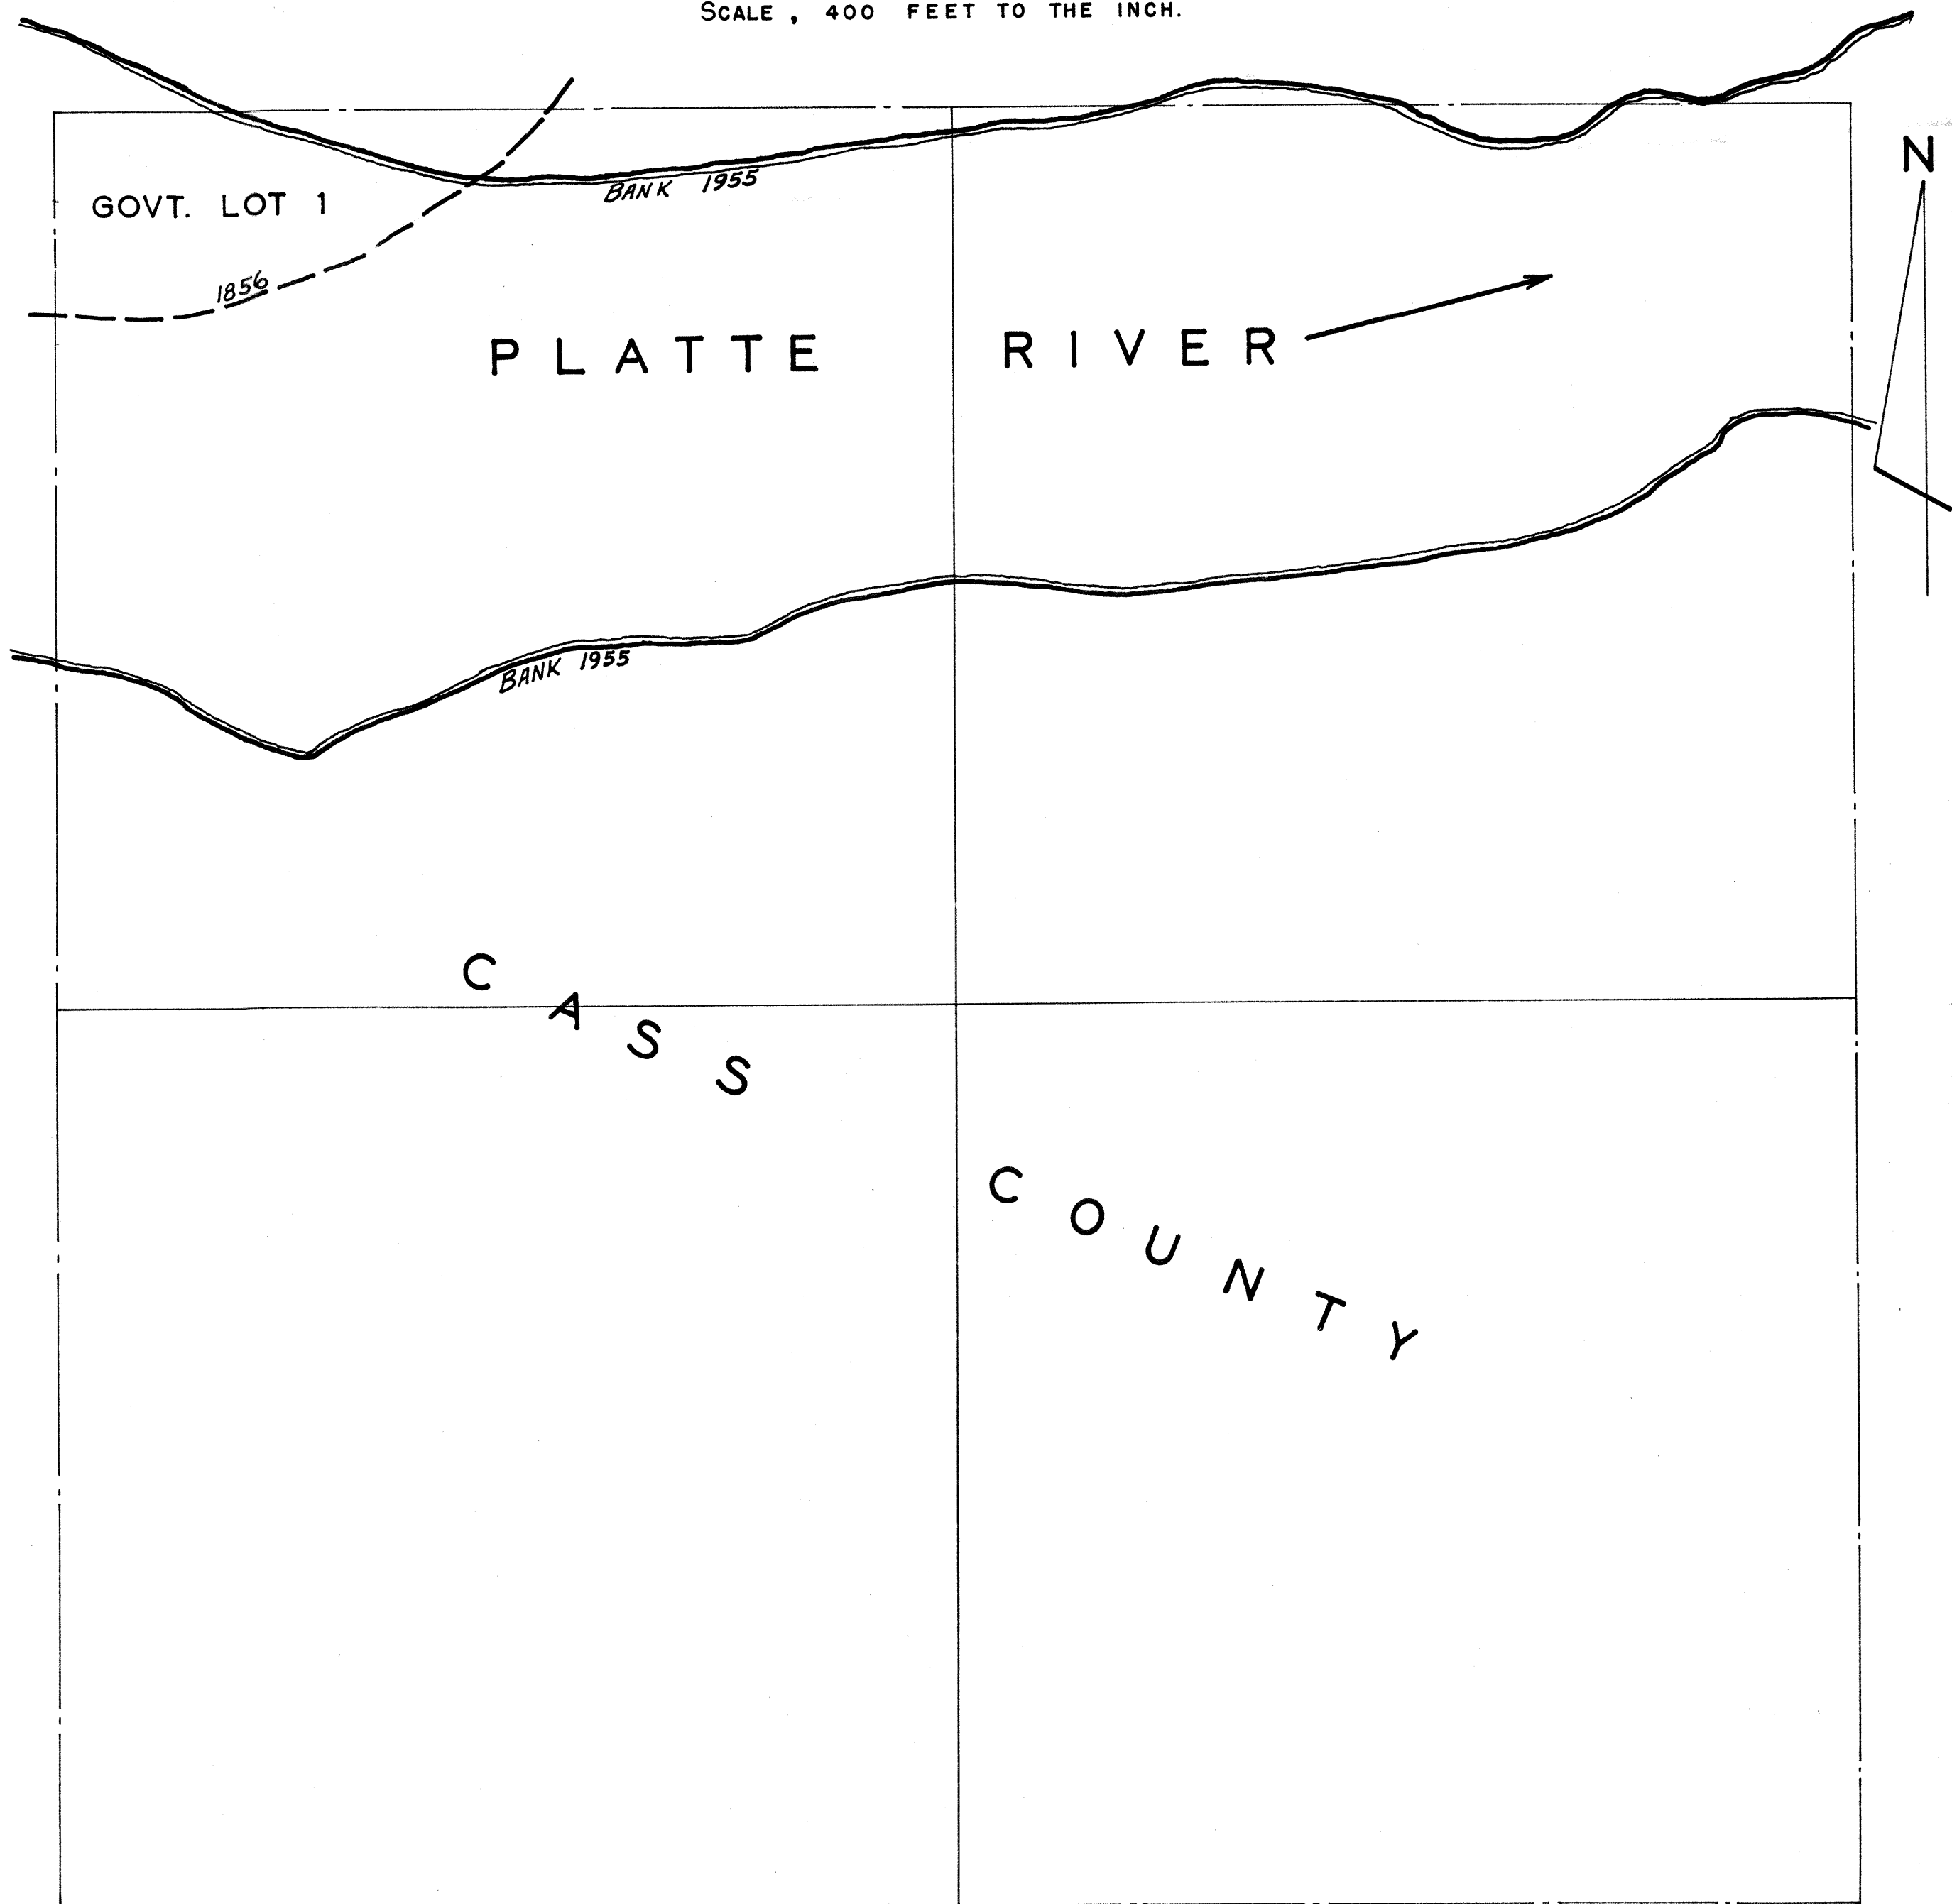 SCALE , 400 FEET TO THE INCH.
N
BANK 1955
GOVT. LOT 1
1856
PLATTE RIVER
BANK 1955
CASS
COUNTY